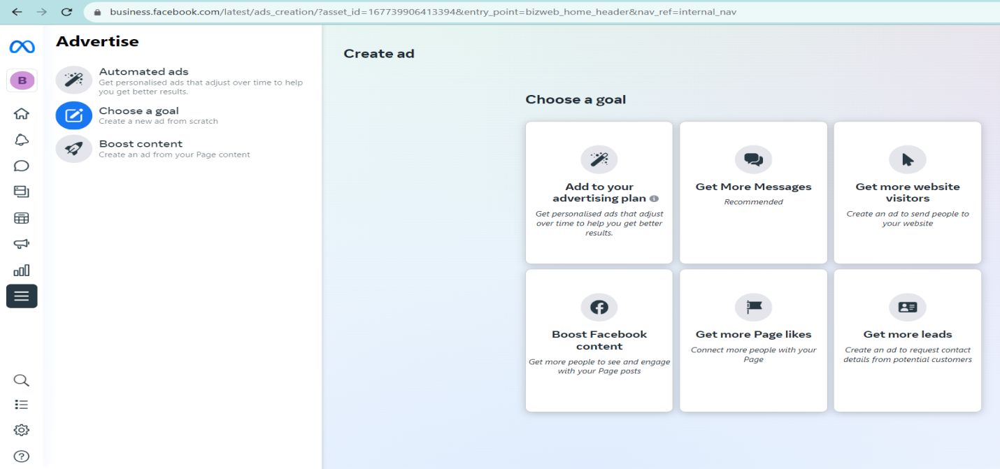 business.facebook.com/latest/ads_creation/?asset_id=167739906413394&entry_point=bizweb_home_header&nav_ref=internal_nav
Advertise
B
Automated ads
Get personalised ads that adjust over time to help
you get better results.
Choose a goal
Create a new ad from scratch
Boost content
Create an ad from your Page content
Create ad
Choose a goal
Add to your
advertising plan
Get personalised ads that adjust
over time to help you get better
results.
Get More Messages
Recommended
Get more website
visitors
Create an ad to send people to
your website
Boost Facebook
content
Get more people to see and engage
with your Page posts
Get more Page likes
Connect more people with your
Page
Get more leads
Create an ad to request contact
details from potential customers